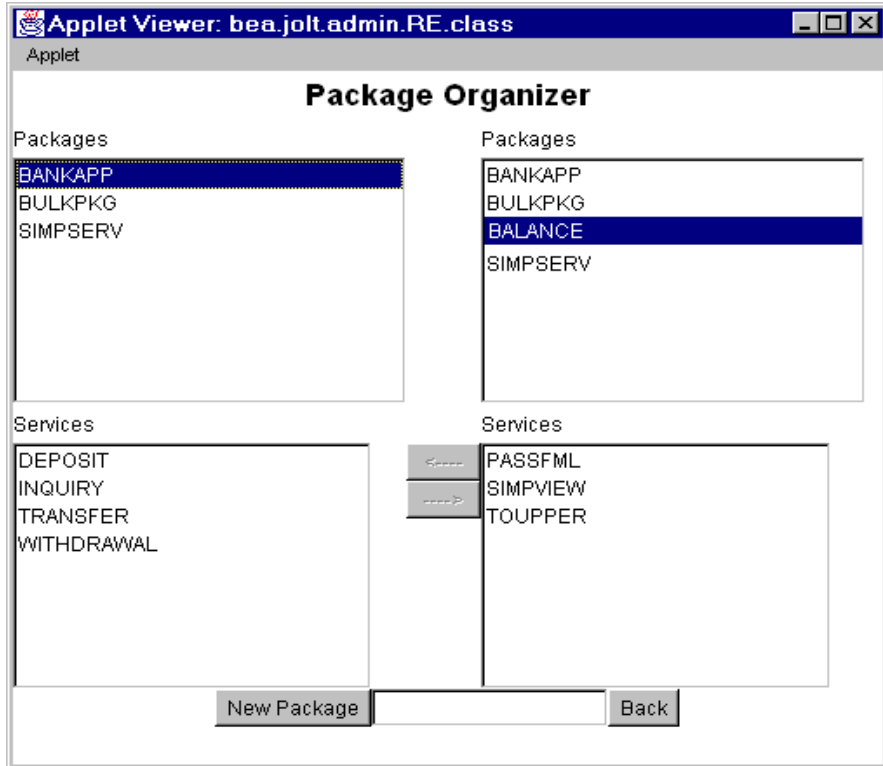 Applet Viewer: bea.jolt.admin.RE.class
Applet
Package Organizer
Packages
BANKAPP
BULKPKG
SIMPSERV
Packages
BANKAPP
BULKPKG
BALANCE
SIMPSERV
Services
DEPOSIT
INQUIRY
TRANSFER
WITHDRAWAL
<----
---->
Services
PASSFML
SIMPVIEW
TOUPPER
New Package
Back